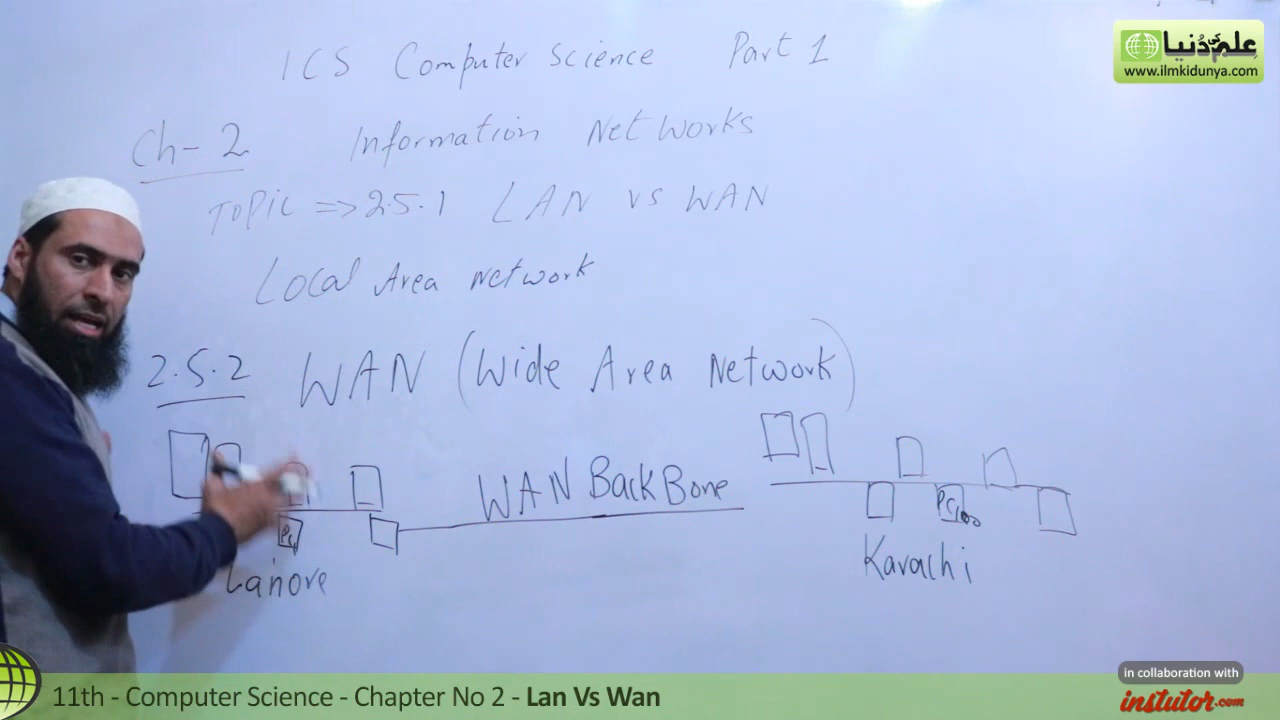 ICS Computer Science Part 1
علم کی دُنیا
www.ilmkidunya.com
Ch-2 Information NetWorks
Topic => 2.5.1 LAN vs WAN
Local Area Network
2.5.2 WAN (Wide Area Network)
WAN BackBone
PC1
PC100
Lahore
Karachi
in collaboration with
11th - Computer Science - Chapter No 2 - Lan Vs Wan
instutor.com